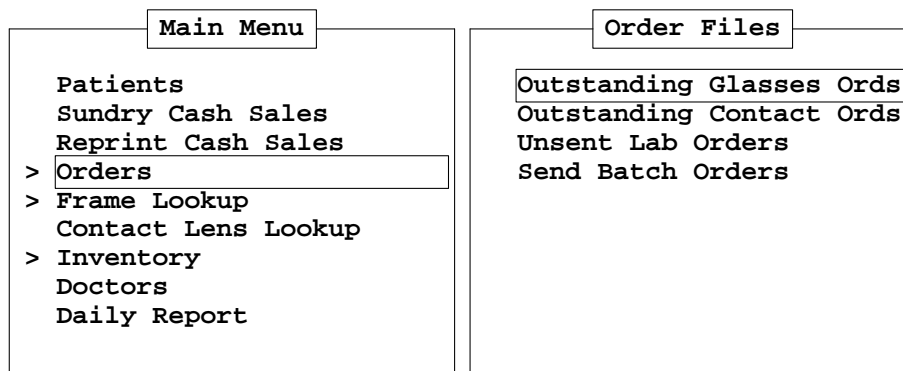 Main Menu
Patients
Sundry Cash Sales
Reprint Cash Sales
> Orders
> Frame Lookup
Contact Lens Lookup
> Inventory
Doctors
Daily Report
Order Files
Outstanding Glasses Ords
Outstanding Contact Ords
Unsent Lab Orders
Send Batch Orders